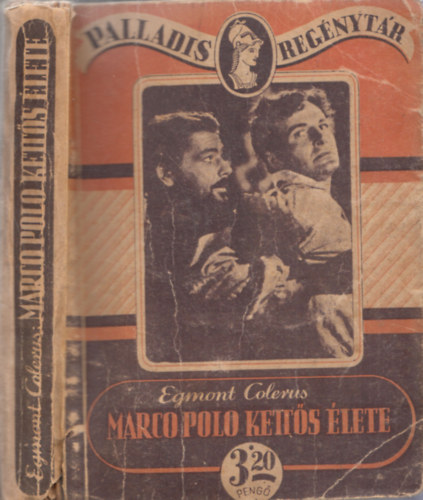 PALLADIS REGÉNYTÁR
Egmont Colerus
MARCO POLO KETTŐS ÉLETE
3·20
PENGŐ
Egmont Colerus: MARCO POLO KETTŐS ÉLETE